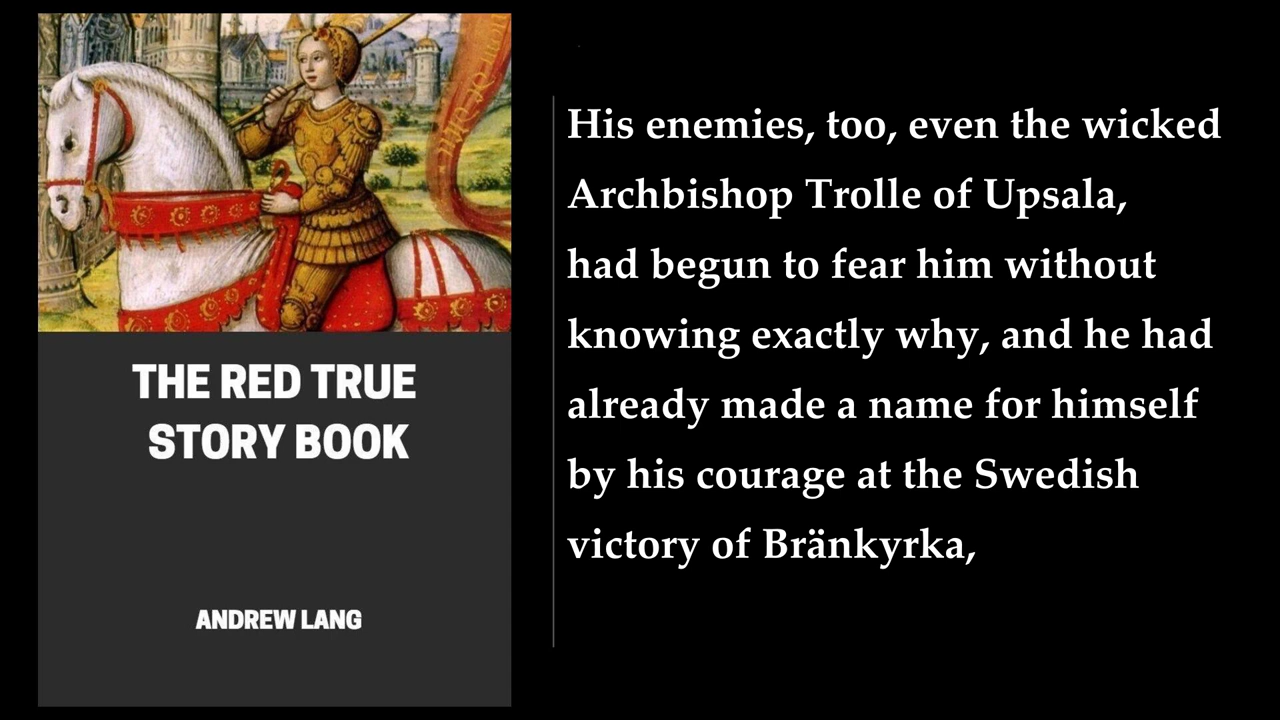 THE RED TRUE
STORY BOOK
ANDREW LANG
His enemies, too, even the wicked
Archbishop Trolle of Upsala,
had begun to fear him without
knowing exactly why, and he had
already made a name for himself
by his courage at the Swedish
victory of Bränkyrka,